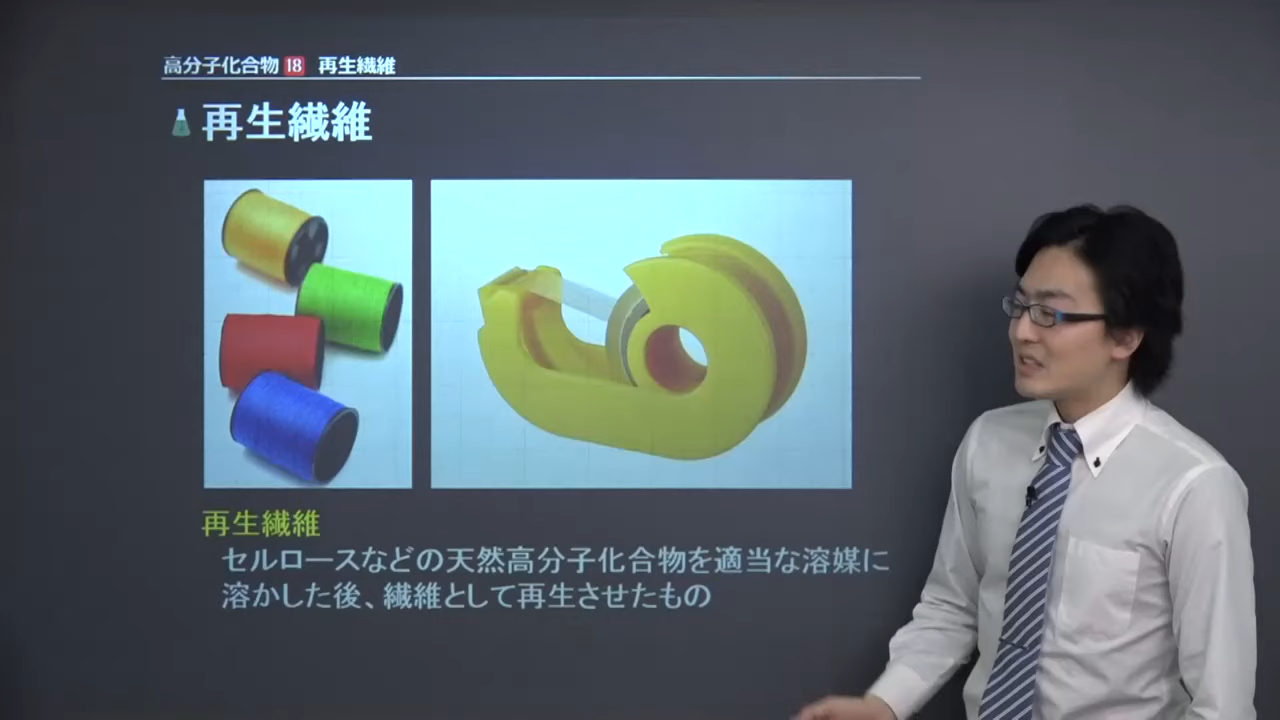 高分子化合物 18 再生繊維
再生繊維
再生繊維
セルロースなどの天然高分子化合物を適当な溶媒に
溶かした後、繊維として再生させたもの